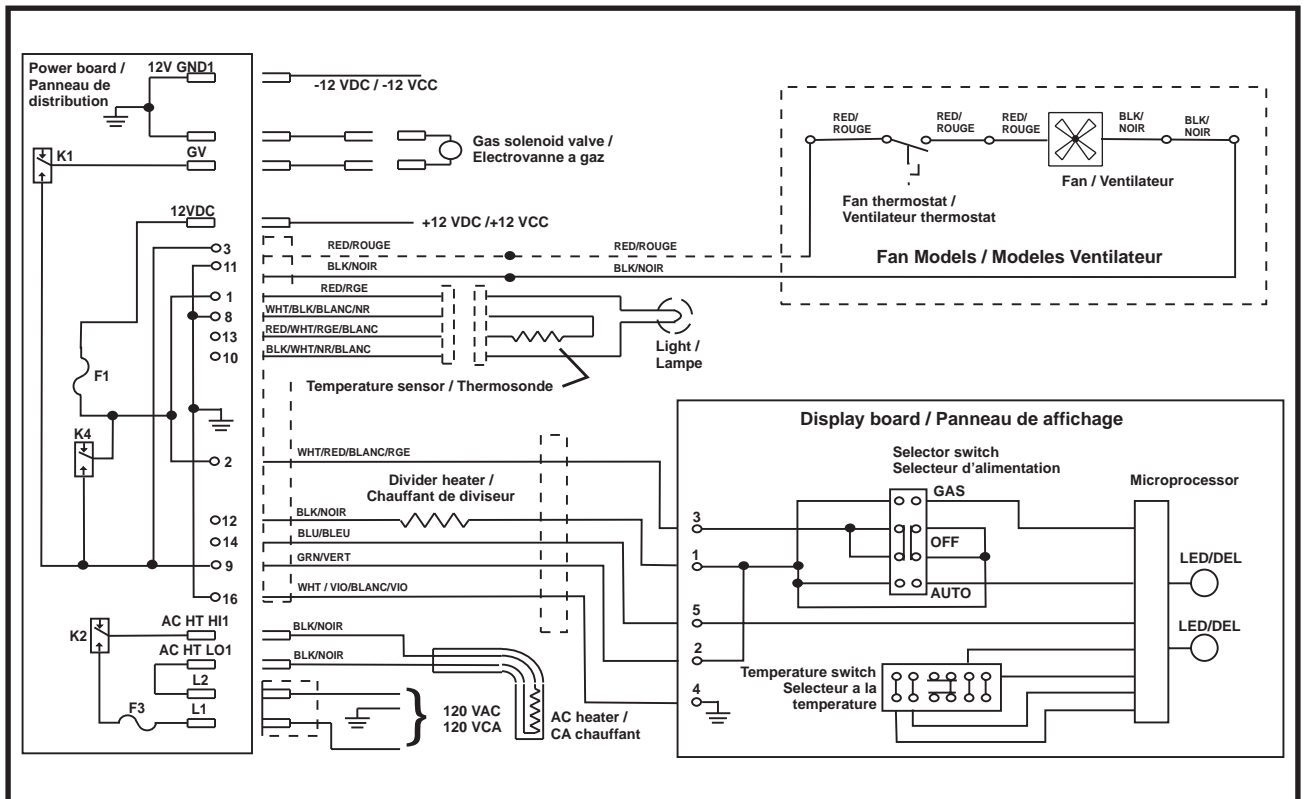 Power board /
Panneau de
distribution
12V GND1
-12 VDC / -12 VCC
Gas solenoid valve /
Electrovanne a gaz
K1
GV
12VDC
+12 VDC /+12 VCC
3
11
1
8
13
10
RED/ROUGE
RED/ROUGE
BLK/NOIR
BLK/NOIR
RED/RGE
WHT/BLK/BLANC/NR
RED/WHT/RGE/BLANC
BLK/WHT/NR/BLANC
Light /
Lampe
Temperature sensor / Thermosonde
RED/
ROUGE
RED/
ROUGE
RED/
ROUGE
BLK/
NOIR
BLK/
NOIR
Fan thermostat /
Ventilateur thermostat
Fan / Ventilateur
Fan Models / Modeles Ventilateur
F1
K4
2
12
14
9
16
WHT/RED/BLANC/RGE
Divider heater /
Chauffant de diviseur
BLK/NOIR
BLU/BLEU
GRN/VERT
WHT / VIO/BLANC/VIO
K2
AC HT HI1
AC HT LO1
L2
L1
F3
BLK/NOIR
BLK/NOIR
120 VAC
120 VCA
AC heater /
CA chauffant
Display board / Panneau de affichage
Selector switch
Selecteur d'alimentation
Microprocessor
GAS
OFF
AUTO
3
1
5
2
4
LED/DEL
LED/DEL
Temperature switch
Selecteur a la
temperature